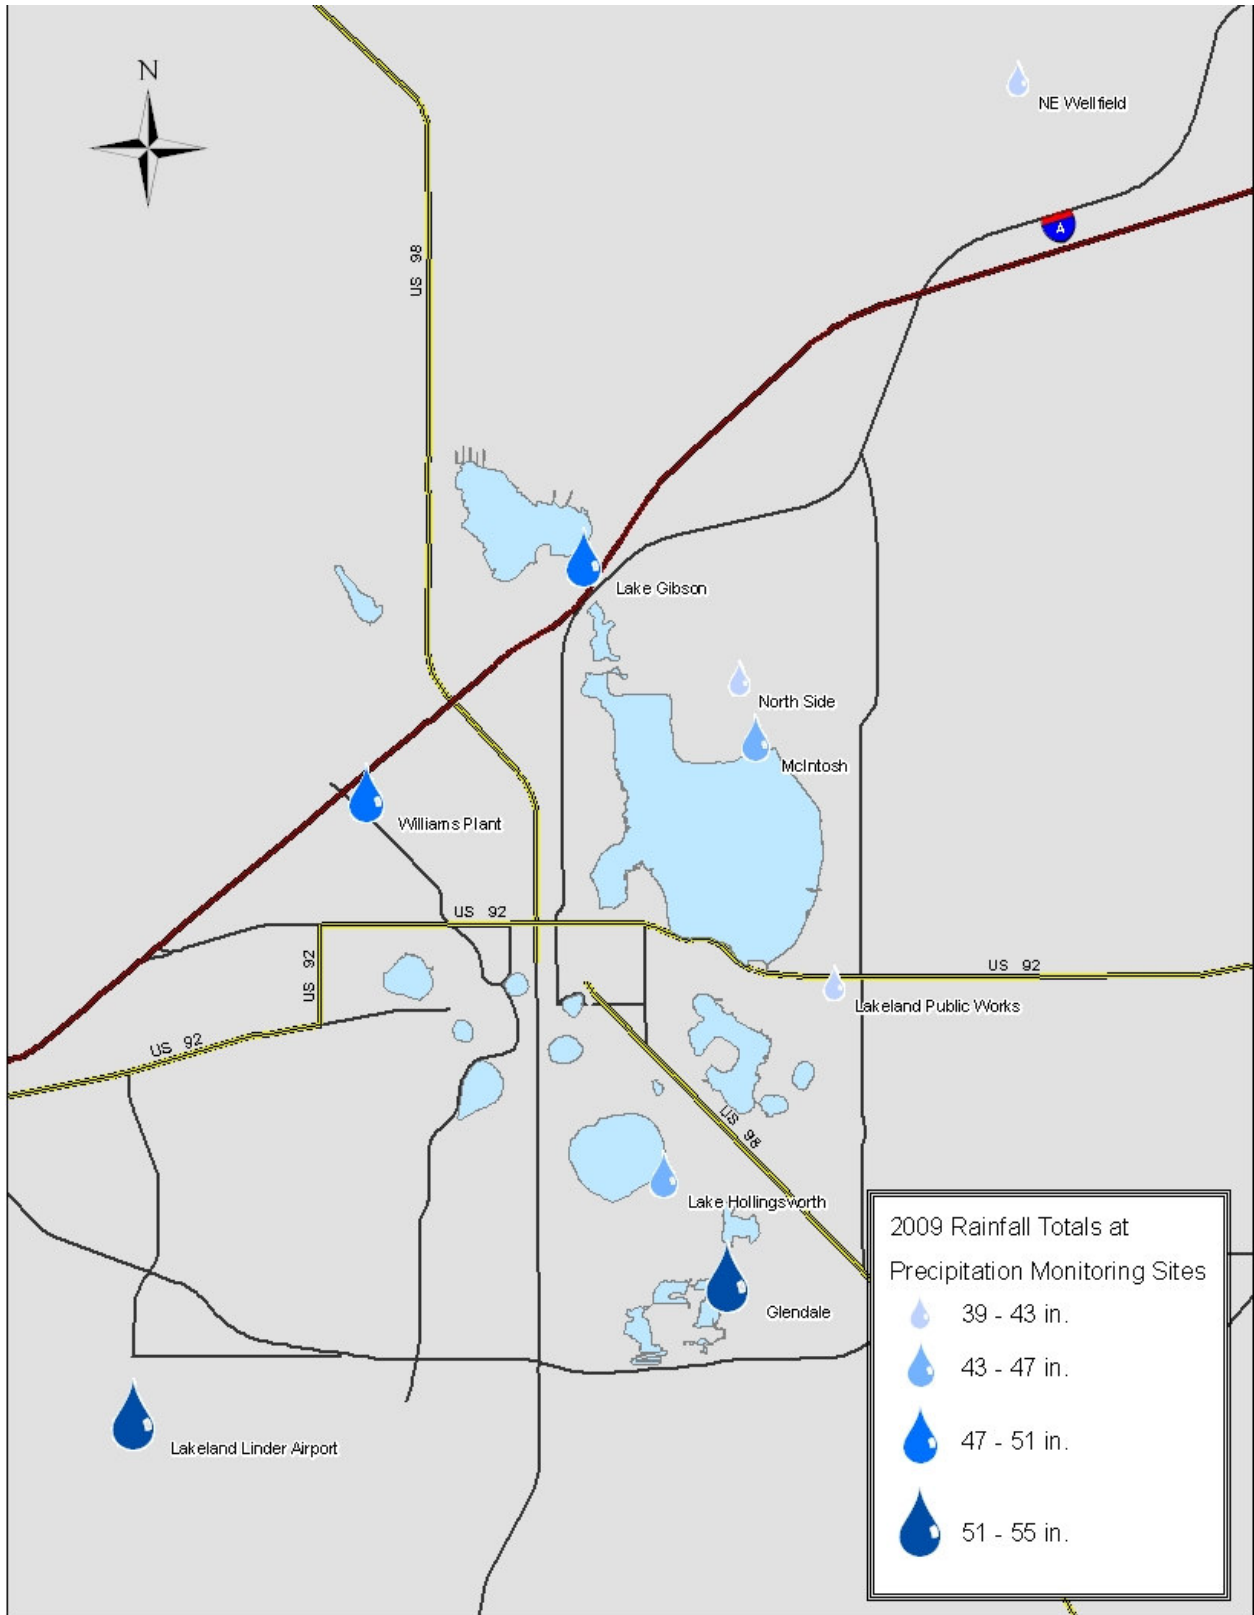 N
NE Wellfield
A
US 98
Lake Gibson
North Side
McIntosh
Williams Plant
US 92
US 92
US 92
Lakeland Public Works
US 92
US 98
Lake Hollingsworth
Glendale
Lakeland Linder Airport
2009 Rainfall Totals at
Precipitation Monitoring Sites
39 - 43 in.
43 - 47 in.
47 - 51 in.
51 - 55 in.